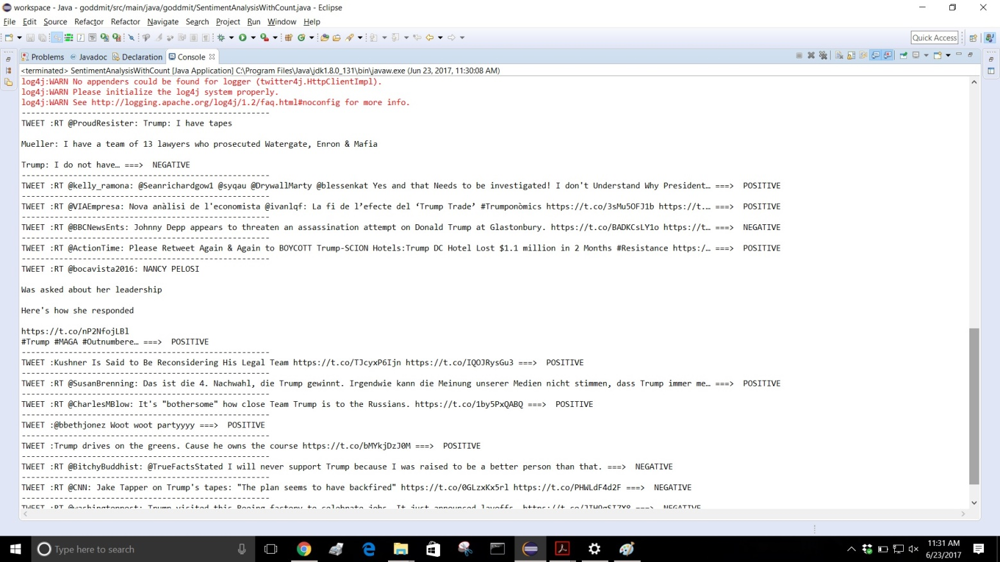 workspace - Java - goddmit/src/main/java/goddmit/SentimentAnalysisWithCount.java - Eclipse
File Edit Source Refactor Refactor Navigate Search Project Run Window Help
Quick Access
Problems @ Javadoc Declaration Console
<terminated> SentimentAnalysisWithCount [Java Application] C:\Program Files\Java\jdk1.8.0_131\bin\javaw.exe (Jun 23, 2017, 11:30:08 AM)
log4j:WARN No appenders could be found for logger (twitter4j.HttpClientImpl).
log4j:WARN Please initialize the log4j system properly.
log4j:WARN See http://logging.apache.org/log4j/1.2/faq.html#noconfig for more info.
-----------------------------------------------------
TWEET :RT @ProudResister: Trump: I have tapes
Mueller: I have a team of 13 lawyers who prosecuted Watergate, Enron & Mafia
Trump: I do not have… ===> NEGATIVE
-----------------------------------------------------
TWEET :RT @kelly_ramona: @Seanrichardgow1 @syqau @DrywallMarty @blessenkat Yes and that Needs to be investigated! I don't Understand Why President… ===> POSITIVE
-----------------------------------------------------
TWEET :RT @VIAEmpresa: Nova anàlisi de l'economista @ivanlqf: La fi de l’efecte del ‘Trump Trade’ #Trumponòmics https://t.co/3sMu5OFJ1b https://t.… ===> POSITIVE
-----------------------------------------------------
TWEET :RT @BBCNewsEnts: Johnny Depp appears to threaten an assassination attempt on Donald Trump at Glastonbury. https://t.co/BADKCsLY1o https://t… ===> NEGATIVE
-----------------------------------------------------
TWEET :RT @ActionTime: Please Retweet Again & Again to BOYCOTT Trump-SCION Hotels:Trump DC Hotel Lost $1.1 million in 2 Months #Resistance https:/… ===> POSITIVE
-----------------------------------------------------
TWEET :RT @bocavista2016: NANCY PELOSI
Was asked about her leadership
Here's how she responded
https://t.co/nP2NfojLBl
#Trump #MAGA #Outnumbere… ===> POSITIVE
-----------------------------------------------------
TWEET :Kushner Is Said to Be Reconsidering His Legal Team https://t.co/TJcyxP6Ijn https://t.co/IQOJRysGu3 ===> POSITIVE
-----------------------------------------------------
TWEET :RT @SusanBrenning: Das ist die 4. Nachwahl, die Trump gewinnt. Irgendwie kann die Meinung unserer Medien nicht stimmen, dass Trump immer me… ===> POSITIVE
-----------------------------------------------------
TWEET :RT @CharlesMBlow: It's "bothersome" how close Team Trump is to the Russians. https://t.co/1by5PxQABQ ===> POSITIVE
-----------------------------------------------------
TWEET :@bbethjonez Woot woot partyyyy ===> POSITIVE
-----------------------------------------------------
TWEET :Trump drives on the greens. Cause he owns the course https://t.co/bMYkjDzJ0M ===> POSITIVE
-----------------------------------------------------
TWEET :RT @BitchyBuddhist: @TrueFactsStated I will never support Trump because I was raised to be a better person than that. ===> NEGATIVE
-----------------------------------------------------
TWEET :RT @CNN: Jake Tapper on Trump's tapes: "The plan seems to have backfired" https://t.co/0GLzxKx5rl https://t.co/PHWLdF4d2F ===> NEGATIVE
-----------------------------------------------------
TWEET :RT @washingtonpost: Trump visited this Boeing factory to celebrate jobs. It just announced layoffs. ===> NEGATIVE
Type here to search
11:31 AM
6/23/2017